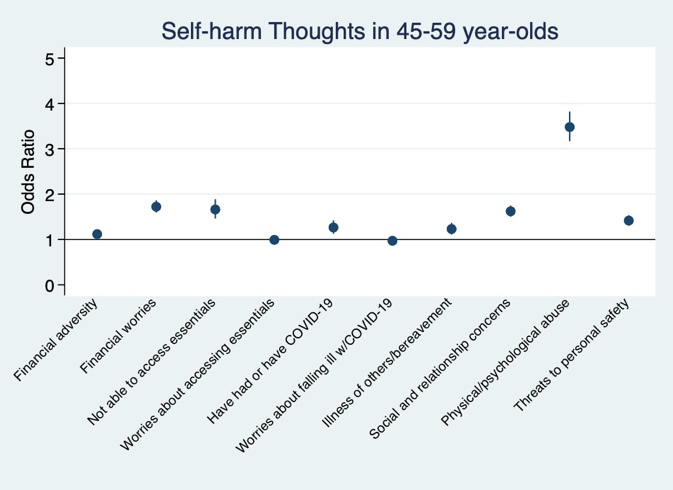 Self-harm Thoughts in 45-59 year-olds
Odds Ratio
5
4
3
2
1
0
Financial adversity
Financial worries
Not able to access essentials
Worries about accessing essentials
Have had or have COVID-19
Worries about falling ill w/COVID-19
Illness of others/bereavement
Social and relationship concerns
Physical/psychological abuse
Threats to personal safety